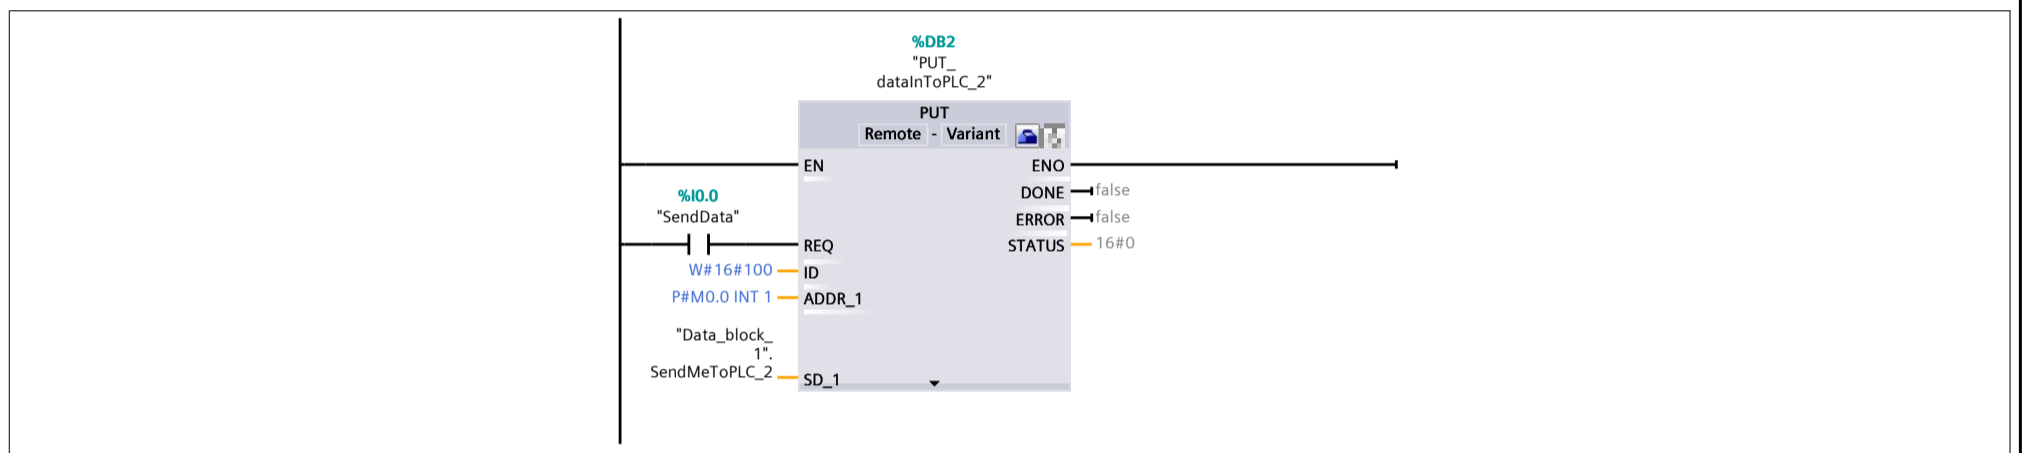 %DB2
"PUT_
dataInToPLC_2"
PUT
Remote - Variant
EN
ENO
DONE
false
%I0.0
"SendData"
ERROR
false
REQ
STATUS
16#0
W#16#100
ID
P#M0.0 INT 1
ADDR_1
"Data_block_
1".
SendMeToPLC_2
SD_1